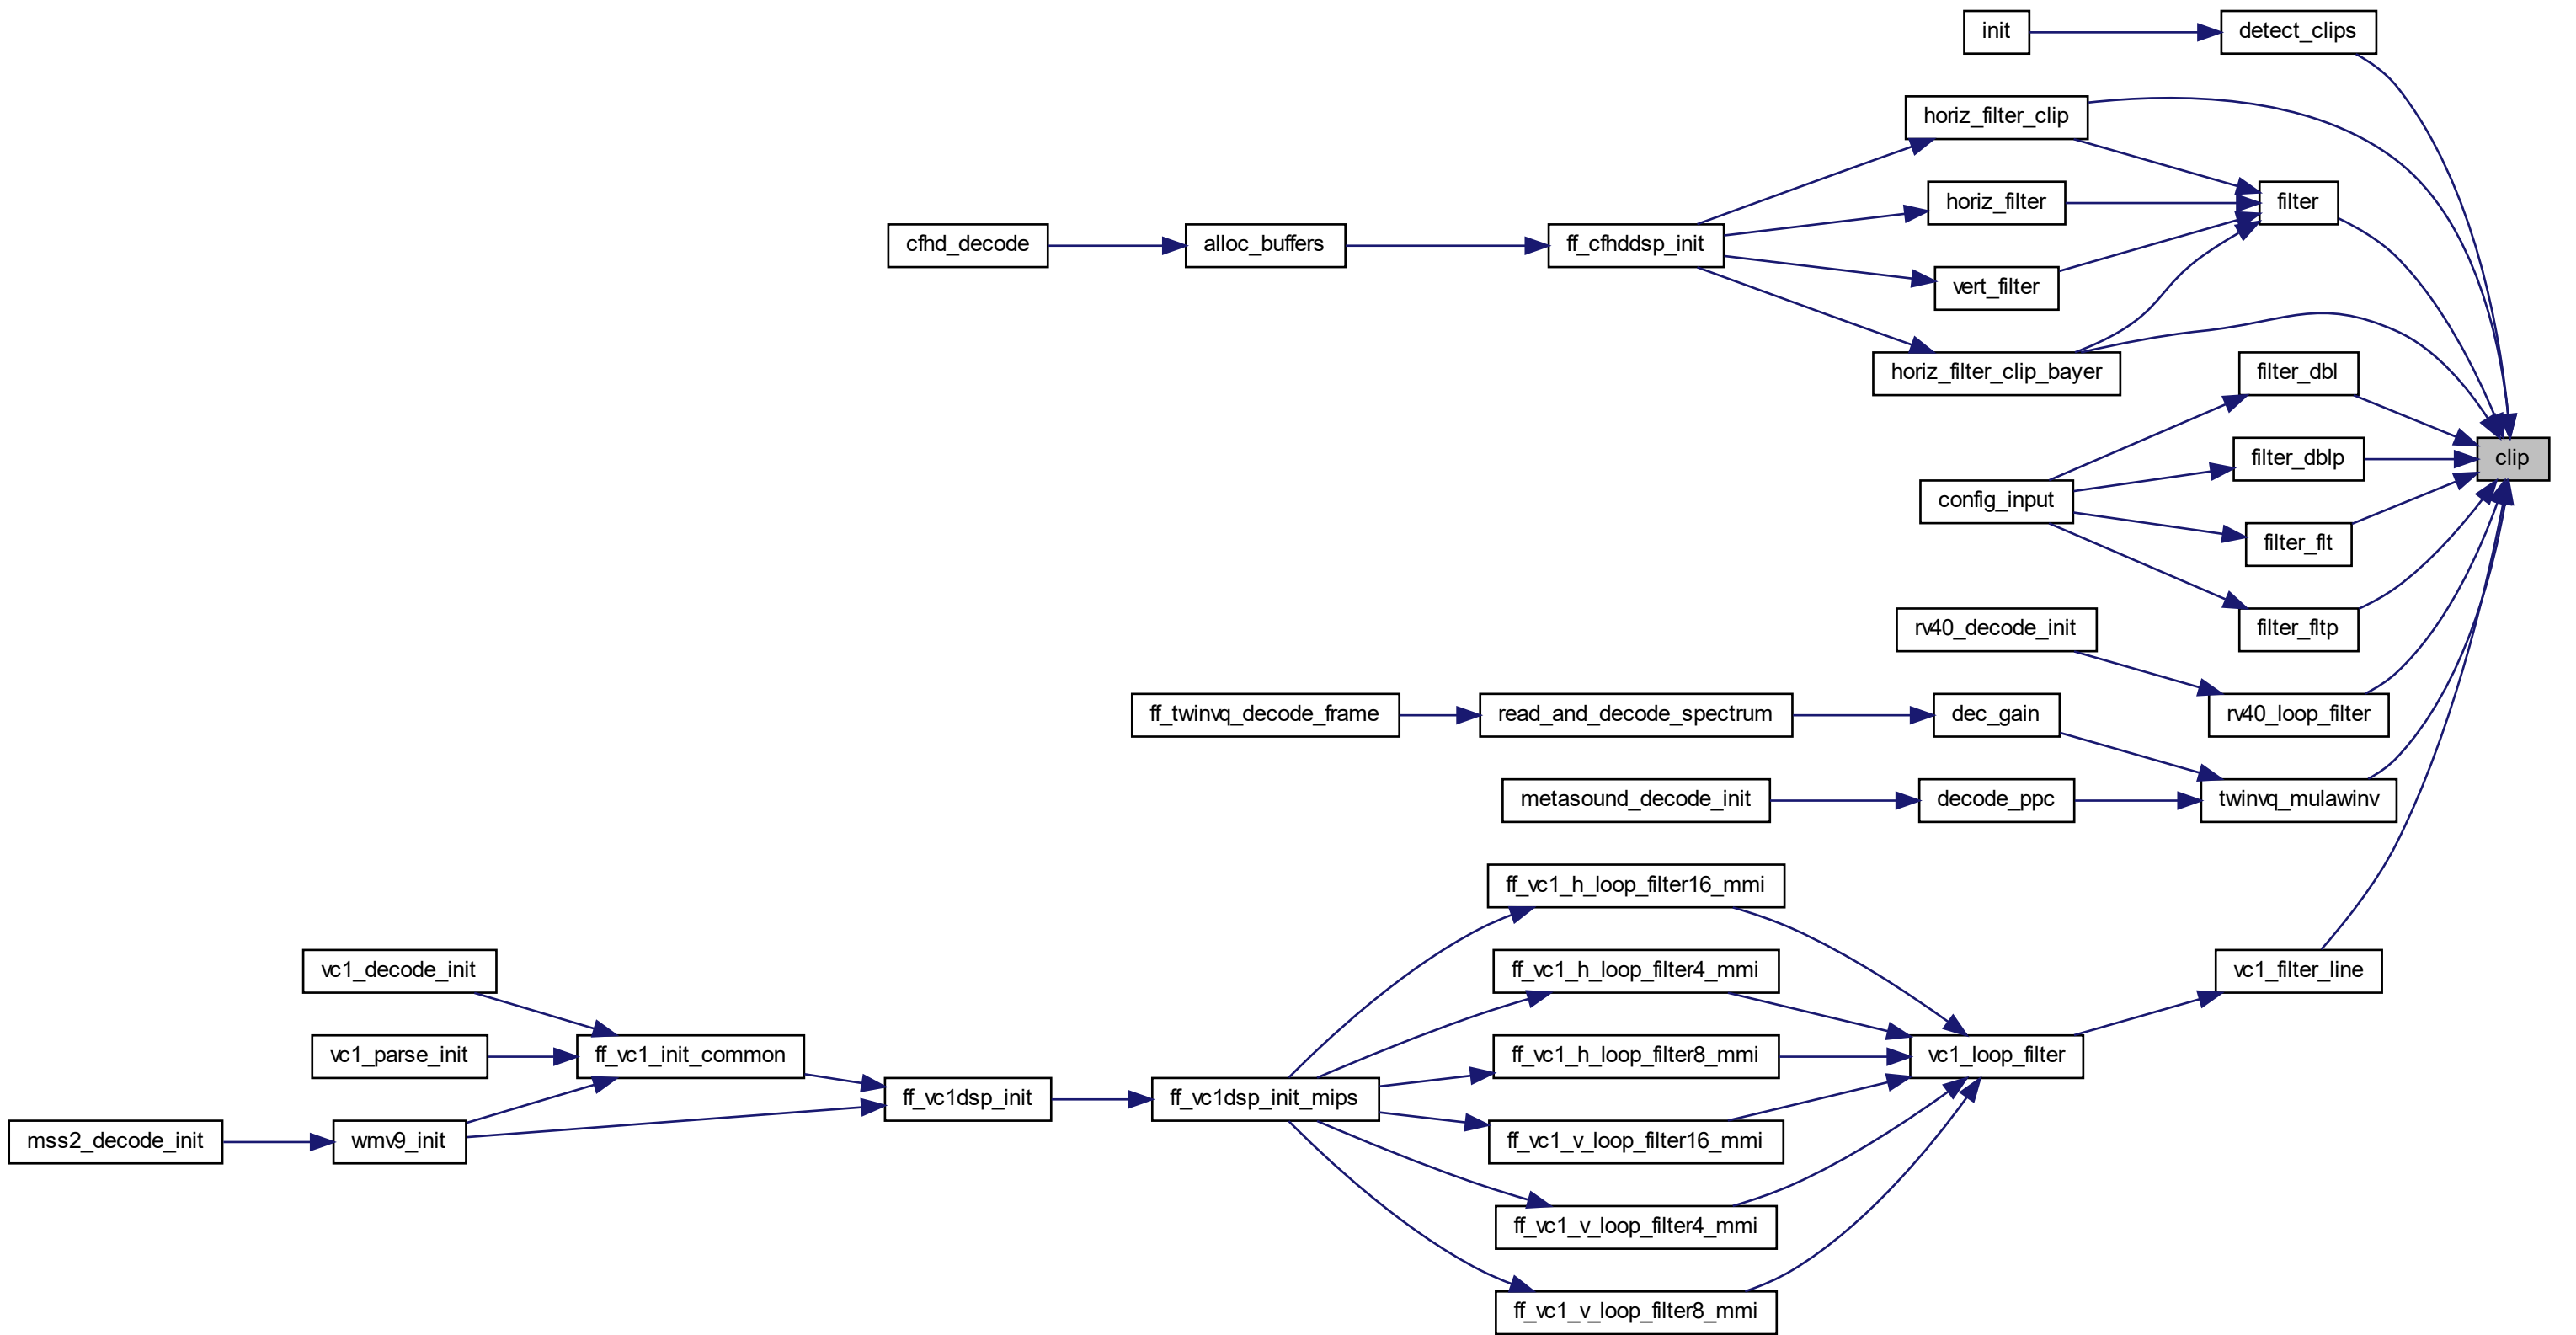 init
detect_clips
horiz_filter_clip
horiz_filter
filter
cfhd_decode
alloc_buffers
ff_cfhddsp_init
vert_filter
horiz_filter_clip_bayer
filter_dbl
filter_dblp
clip
config_input
filter_flt
rv40_decode_init
filter_fltp
ff_twinvq_decode_frame
read_and_decode_spectrum
dec_gain
rv40_loop_filter
metasound_decode_init
decode_ppc
twinvq_mulawinv
ff_vc1_h_loop_filter16_mmi
vc1_decode_init
ff_vc1_h_loop_filter4_mmi
vc1_filter_line
vc1_parse_init
ff_vc1_init_common
ff_vc1_h_loop_filter8_mmi
vc1_loop_filter
ff_vc1dsp_init
ff_vc1dsp_init_mips
mss2_decode_init
wmv9_init
ff_vc1_v_loop_filter16_mmi
ff_vc1_v_loop_filter4_mmi
ff_vc1_v_loop_filter8_mmi